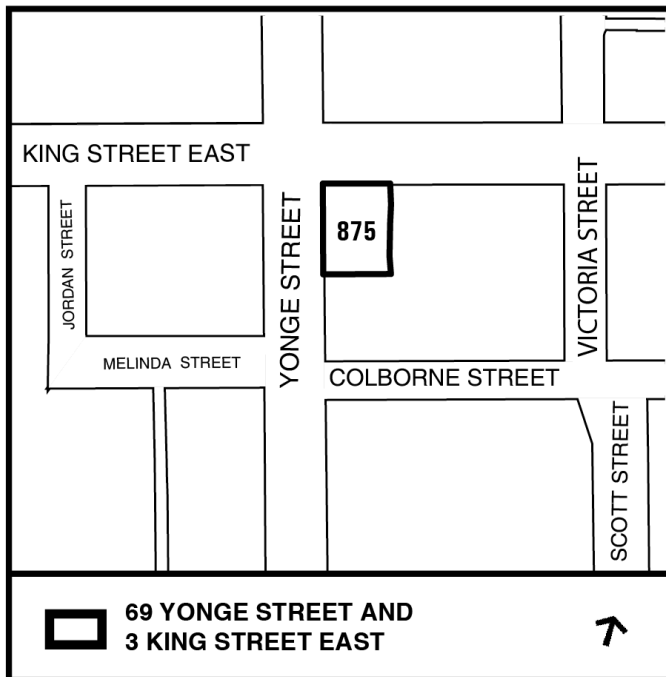 KING STREET EAST
JORDAN STREET
YONGE STREET
875
VICTORIA STREET
MELINDA STREET
COLBORNE STREET
SCOTT STREET
69 YONGE STREET AND
3 KING STREET EAST